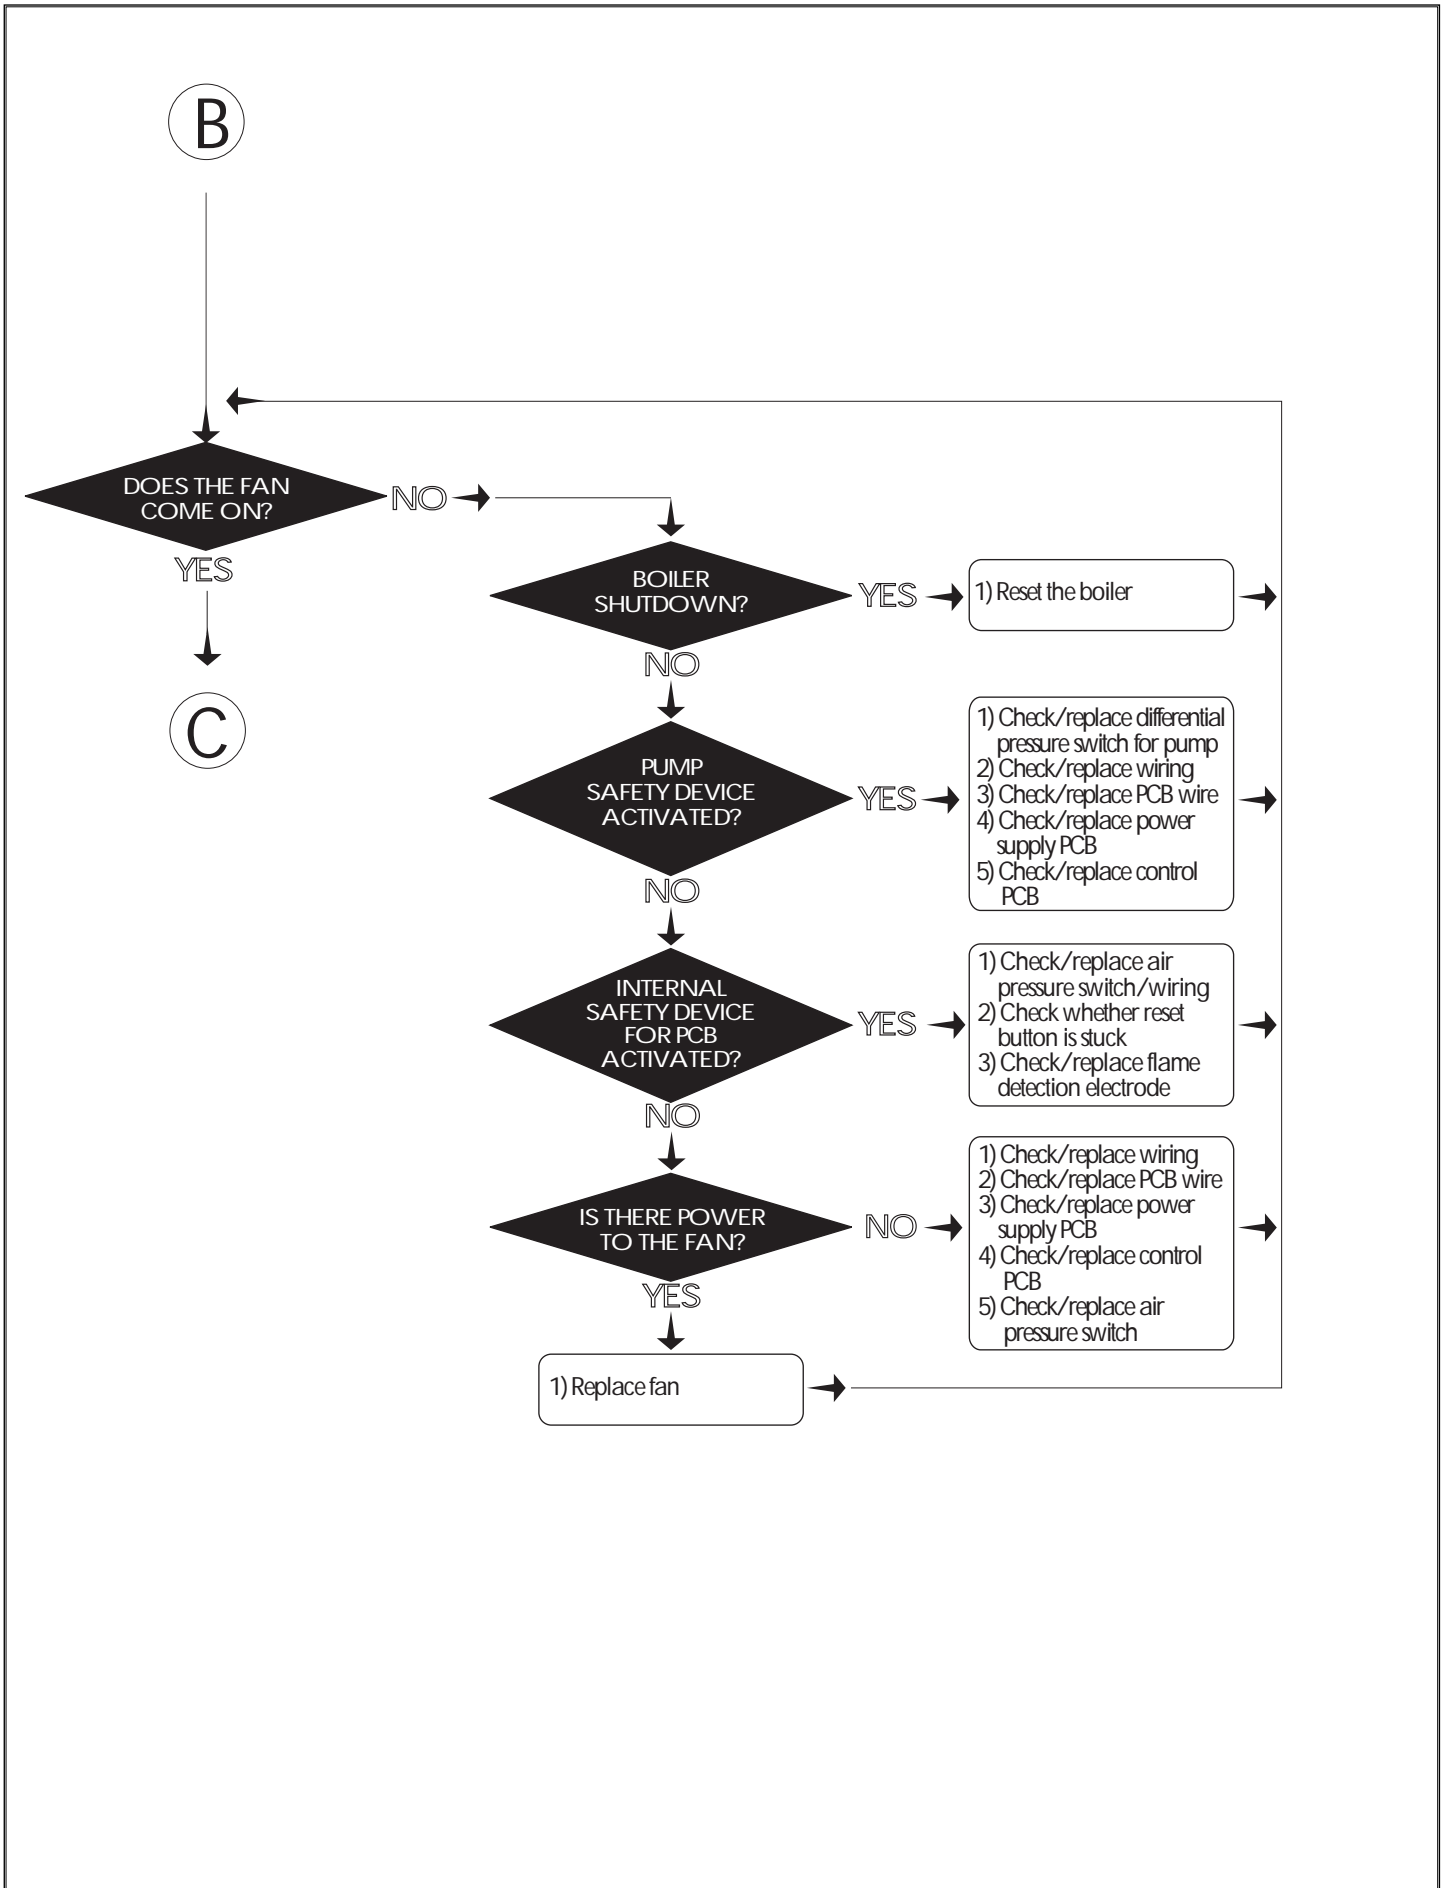 B
DOES THE FAN
COME ON?
NO
YES
C
BOILER
SHUTDOWN?
YES
1) Reset the boiler
NO
PUMP
SAFETY DEVICE
ACTIVATED?
YES
1) Check/replace differential
pressure switch for pump
2) Check/replace wiring
3) Check/replace PCB wire
4) Check/replace power
supply PCB
5) Check/replace control
PCB
NO
INTERNAL
SAFETY DEVICE
FOR PCB
ACTIVATED?
YES
1) Check/replace air
pressure switch/wiring
2) Check whether reset
button is stuck
3) Check/replace flame
detection electrode
NO
IS THERE POWER
TO THE FAN?
NO
1) Check/replace wiring
2) Check/replace PCB wire
3) Check/replace power
supply PCB
4) Check/replace control
PCB
5) Check/replace air
pressure switch
YES
1) Replace fan